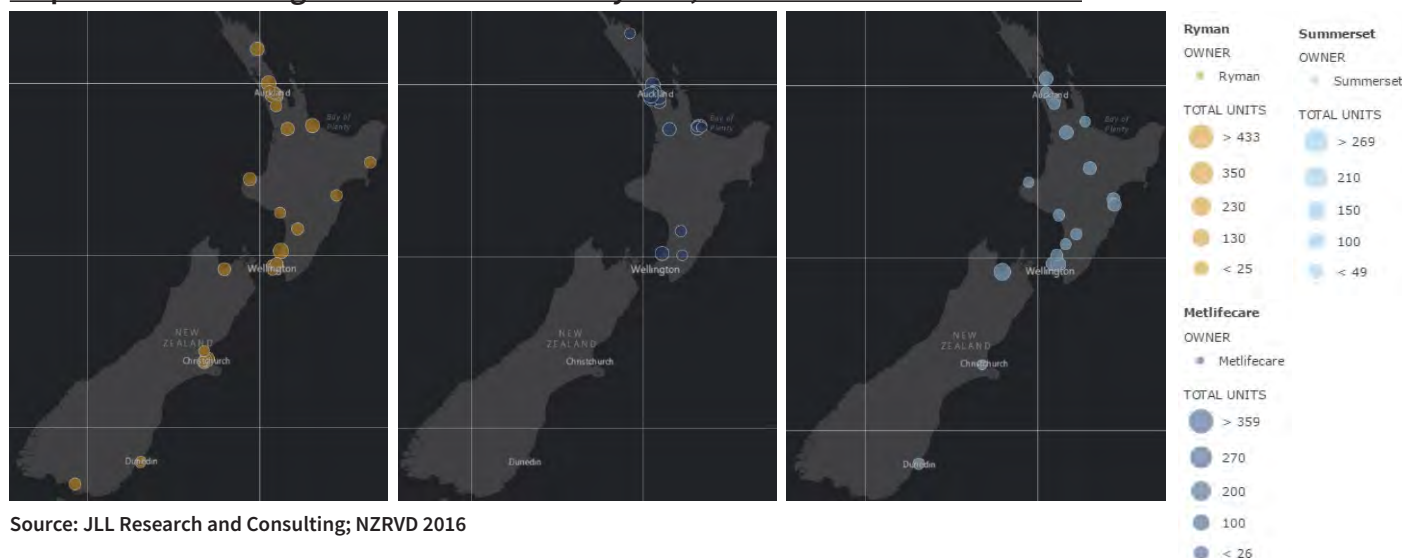 Auckland
Bay of
Plenty
Wellington
NEW
ZEALAND
Christchurch
Dunedin
Auckland
Bay of
Plenty
Wellington
NEW
ZEALAND
Christchurch
Dunedin
Auckland
Bay of
Plenty
Wellington
NEW
ZEALAND
Christchurch
Dunedin
Ryman
OWNER
Ryman
TOTAL UNITS
> 433
350
230
130
< 25
Summerset
OWNER
Summerset
TOTAL UNITS
> 269
210
150
100
< 49
Metlifecare
OWNER
Metlifecare
TOTAL UNITS
> 359
270
200
100
< 26
Source: JLL Research and Consulting; NZRVD 2016